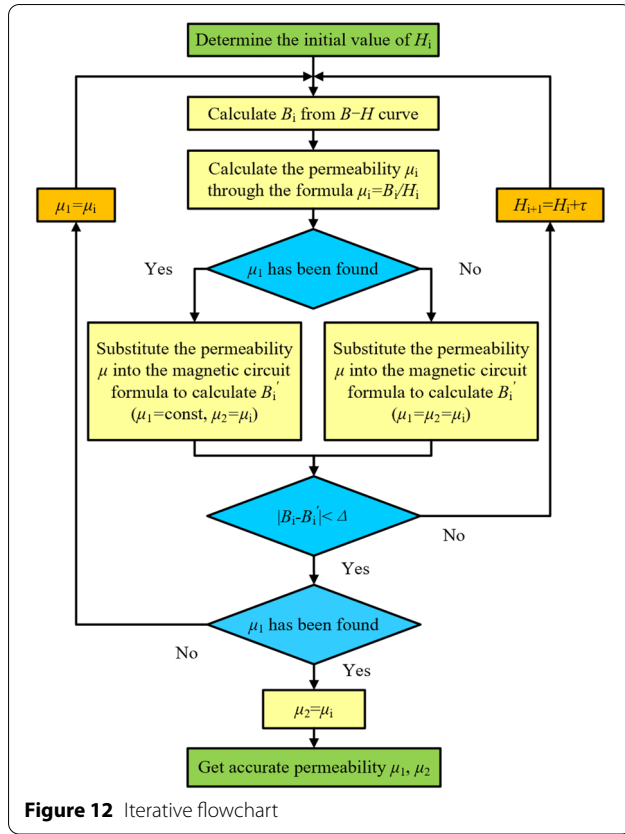 Determine the initial value of Hᵢ
Calculate Bᵢ from B−H curve
Calculate the permeability μᵢ
through the formula μᵢ=Bᵢ/Hᵢ
μ₁=μᵢ
Hᵢ₊₁=Hᵢ+τ
μ₁ has been found
Yes
No
Substitute the permeability
μ into the magnetic circuit
formula to calculate Bᵢ′
(μ₁=const, μ₂=μᵢ)
Substitute the permeability
μ into the magnetic circuit
formula to calculate Bᵢ′
(μ₁=μ₂=μᵢ)
|Bᵢ-Bᵢ′|< Δ
No
Yes
μ₁ has been found
No
Yes
μ₂=μᵢ
Get accurate permeability μ₁, μ₂
Figure 12 Iterative flowchart